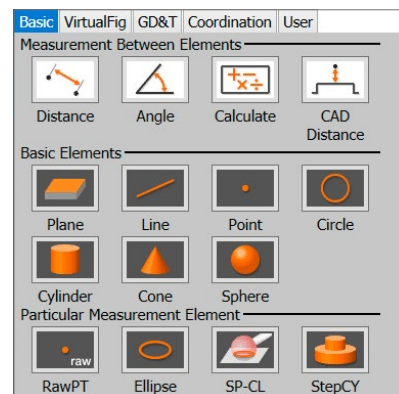 Basic VirtualFig GD&T Coordination User
Measurement Between Elements
Distance Angle Calculate CAD
Distance
Basic Elements
Plane Line Point Circle
Cylinder Cone Sphere
Particular Measurement Element
raw
RawPT Ellipse SP-CL StepCY